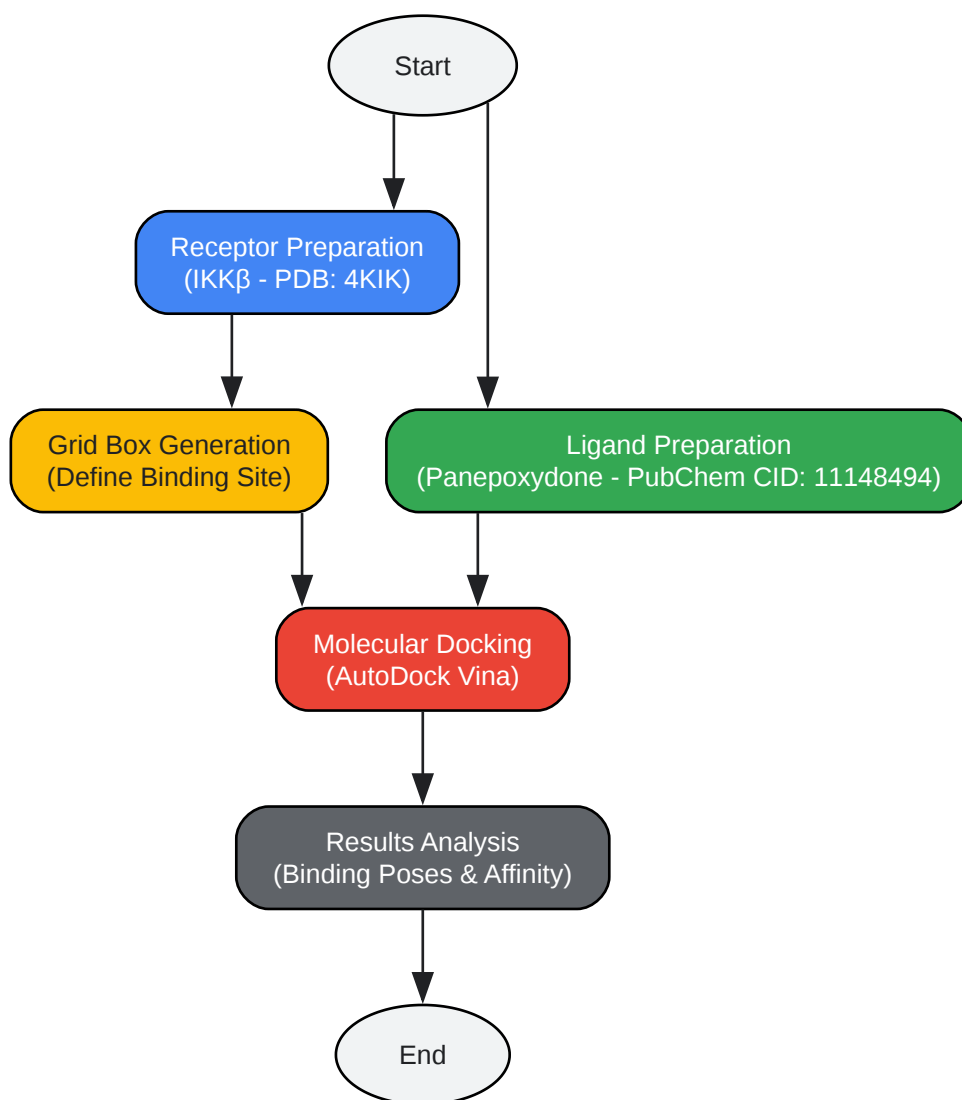 Start
Receptor Preparation
(IKKβ - PDB: 4KIK)
Grid Box Generation
(Define Binding Site)
Ligand Preparation
(Panepoxydone - PubChem CID: 11148494)
Molecular Docking
(AutoDock Vina)
Results Analysis
(Binding Poses & Affinity)
End